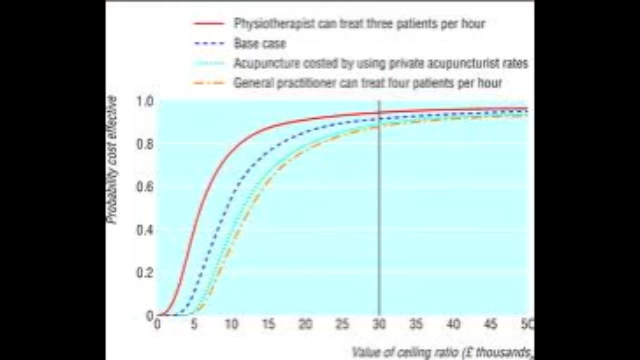 Physiotherapist can treat three patients per hour
Base case
Acupuncture costed by using private acupuncturist rates
General practitioner can treat four patients per hour
Probability cost effective
1.0
0.8
0.6
0.4
0.2
0
0 5 10 15 20 25 30 35 40 45 50
Value of ceiling ratio (£ thousands)